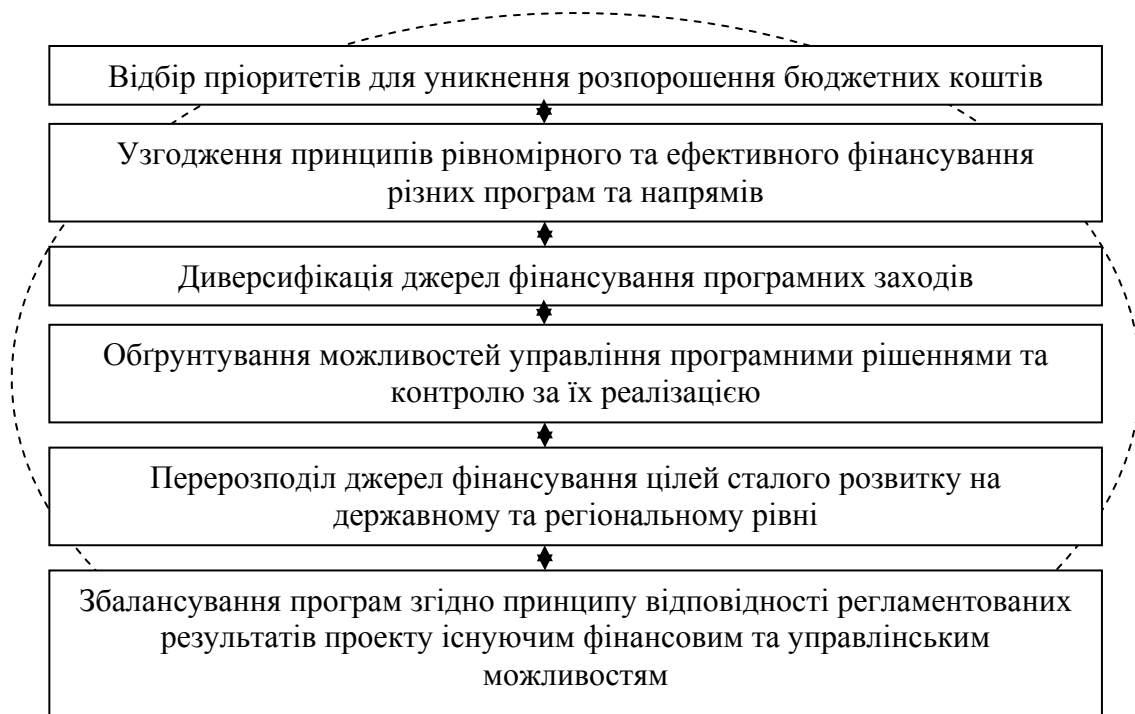 Відбір пріоритетів для уникнення розпорошення бюджетних коштів
Узгодження принципів рівномірного та ефективного фінансування
різних програм та напрямів
Диверсифікація джерел фінансування програмних заходів
Обґрунтування можливостей управління програмними рішеннями та
контролю за їх реалізацією
Перерозподіл джерел фінансування цілей сталого розвитку на
державному та регіональному рівні
Збалансування програм згідно принципу відповідності регламентованих
результатів проекту існуючим фінансовим та управлінським
можливостям